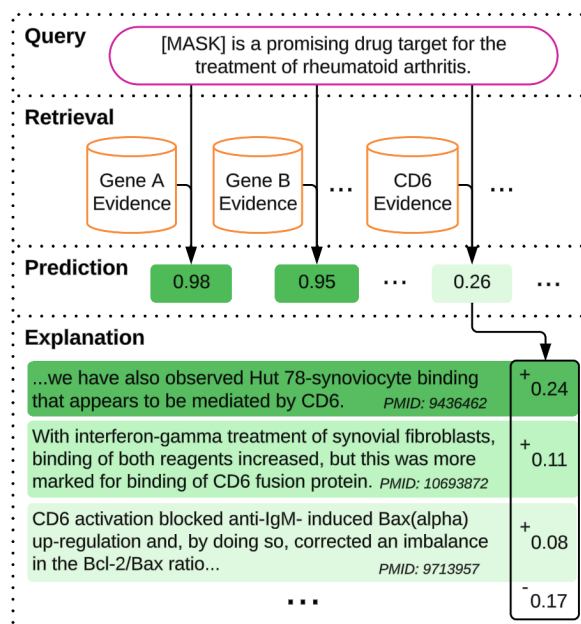 Query
[MASK] is a promising drug target for the
treatment of rheumatoid arthritis.
Retrieval
Gene A
Evidence
Gene B
Evidence
...
CD6
Evidence
...
Prediction
0.98
0.95
...
0.26
...
Explanation
...we have also observed Hut 78-synoviocyte binding
that appears to be mediated by CD6. PMID: 9436462
+0.24
With interferon-gamma treatment of synovial fibroblasts,
binding of both reagents increased, but this was more
marked for binding of CD6 fusion protein. PMID: 10693872
+0.11
CD6 activation blocked anti-IgM- induced Bax(alpha)
up-regulation and, by doing so, corrected an imbalance
in the Bcl-2/Bax ratio... PMID: 9713957
+0.08
...
-0.17